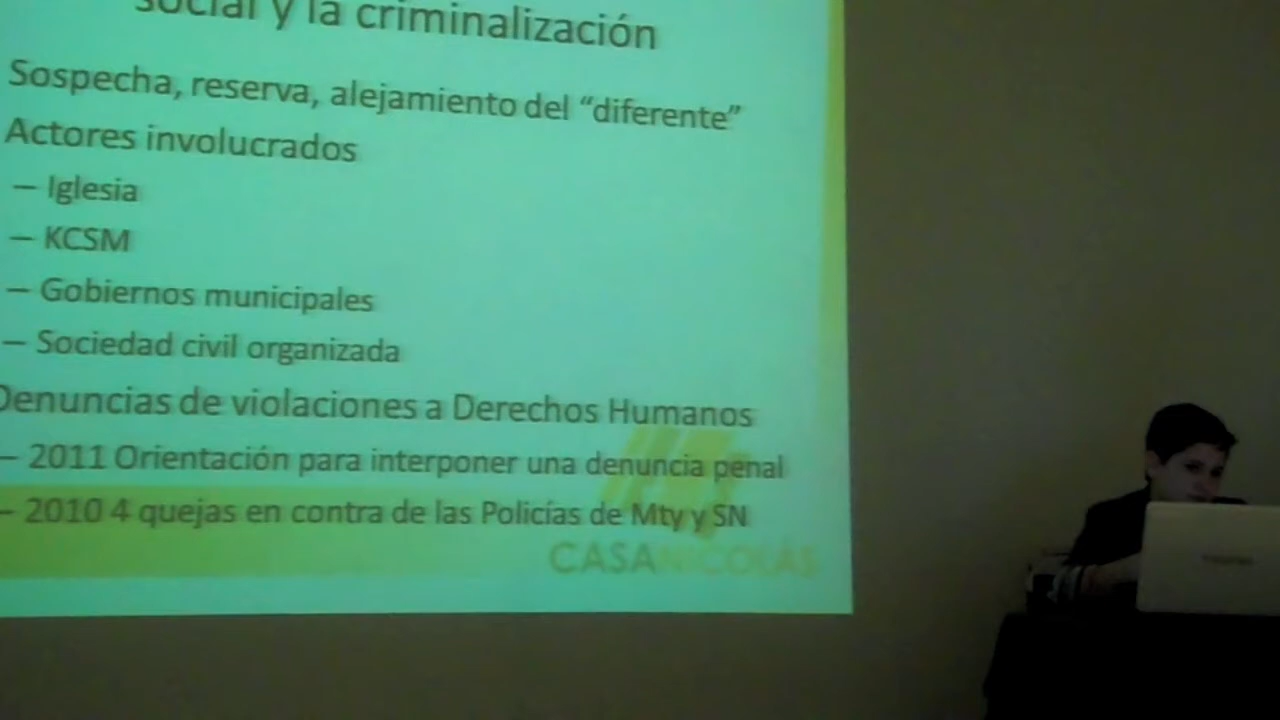 social y la criminalización
Sospecha, reserva, alejamiento del “diferente”
Actores involucrados
– Iglesia
– KCSM
– Gobiernos municipales
– Sociedad civil organizada
Denuncias de violaciones a Derechos Humanos
– 2011 Orientación para interponer una denuncia penal
– 2010 4 quejas en contra de las Policías de Mty y SN
CASANICOLÁS